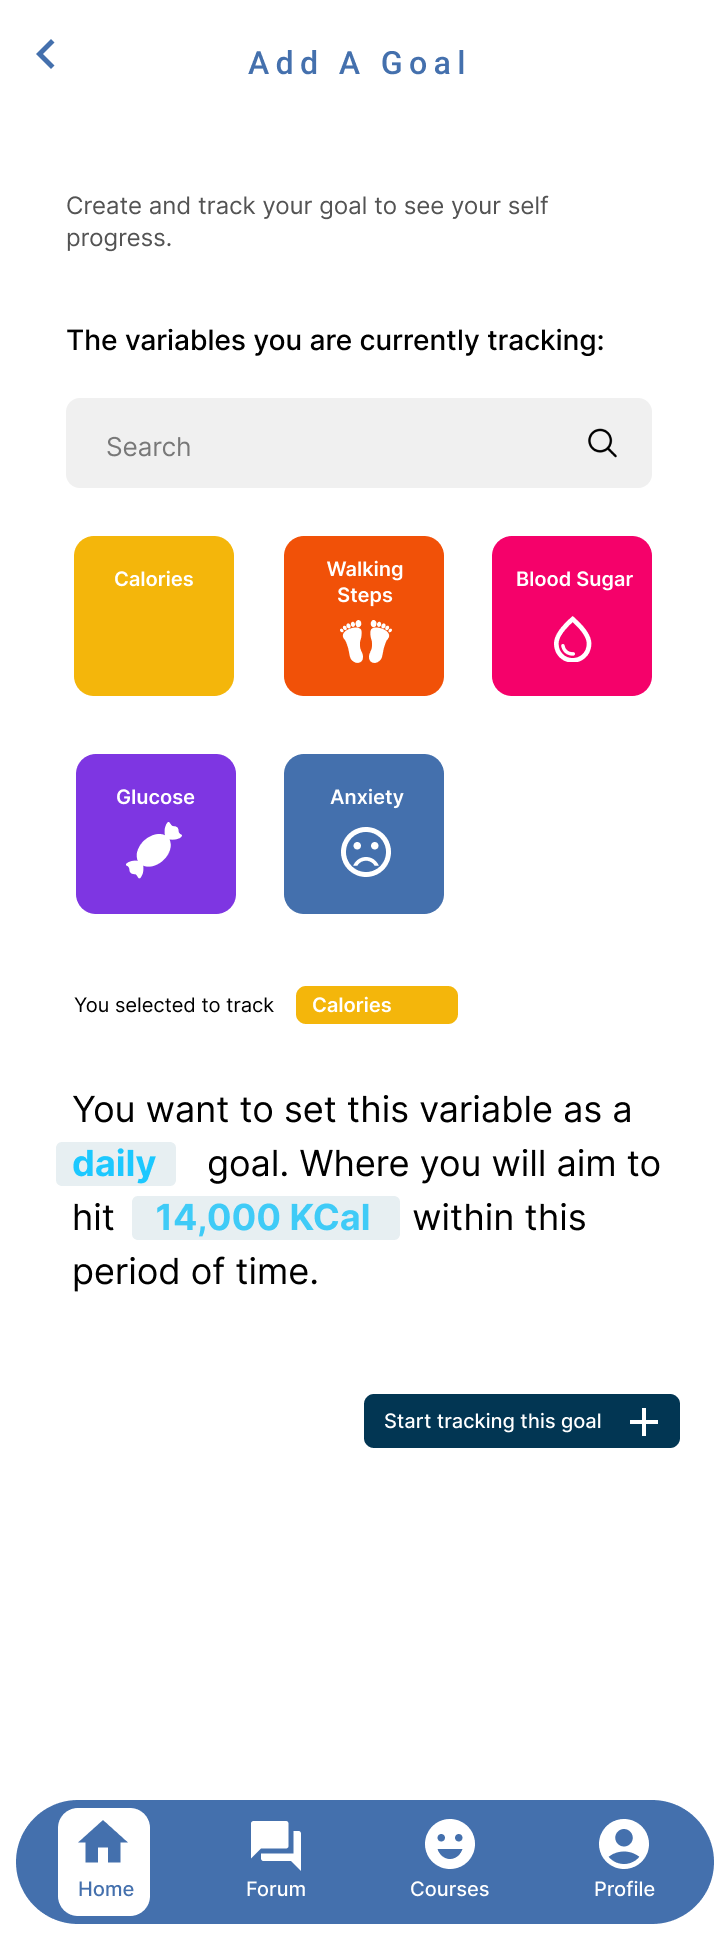 Add A Goal
Create and track your goal to see your self
progress.
The variables you are currently tracking:
Search
Calories
Walking
Steps
Blood Sugar
Glucose
Anxiety
You selected to track Calories
You want to set this variable as a
daily goal. Where you will aim to
hit 14,000 KCal within this
period of time.
Start tracking this goal
Home
Forum
Courses
Profile